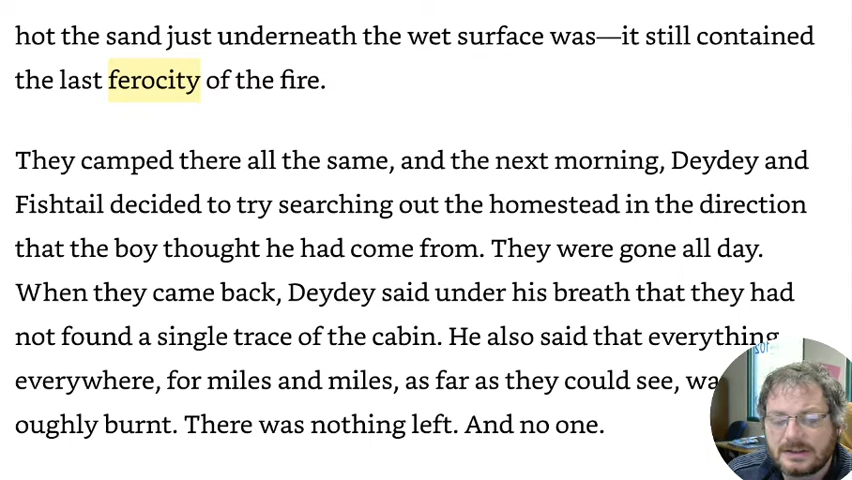 hot the sand just underneath the wet surface was—it still contained
the last ferocity of the fire.
They camped there all the same, and the next morning, Deydey and
Fishtail decided to try searching out the homestead in the direction
that the boy thought he had come from. They were gone all day.
When they came back, Deydey said under his breath that they had
not found a single trace of the cabin. He also said that everything
everywhere, for miles and miles, as far as they could see, wa
oughly burnt. There was nothing left. And no one.